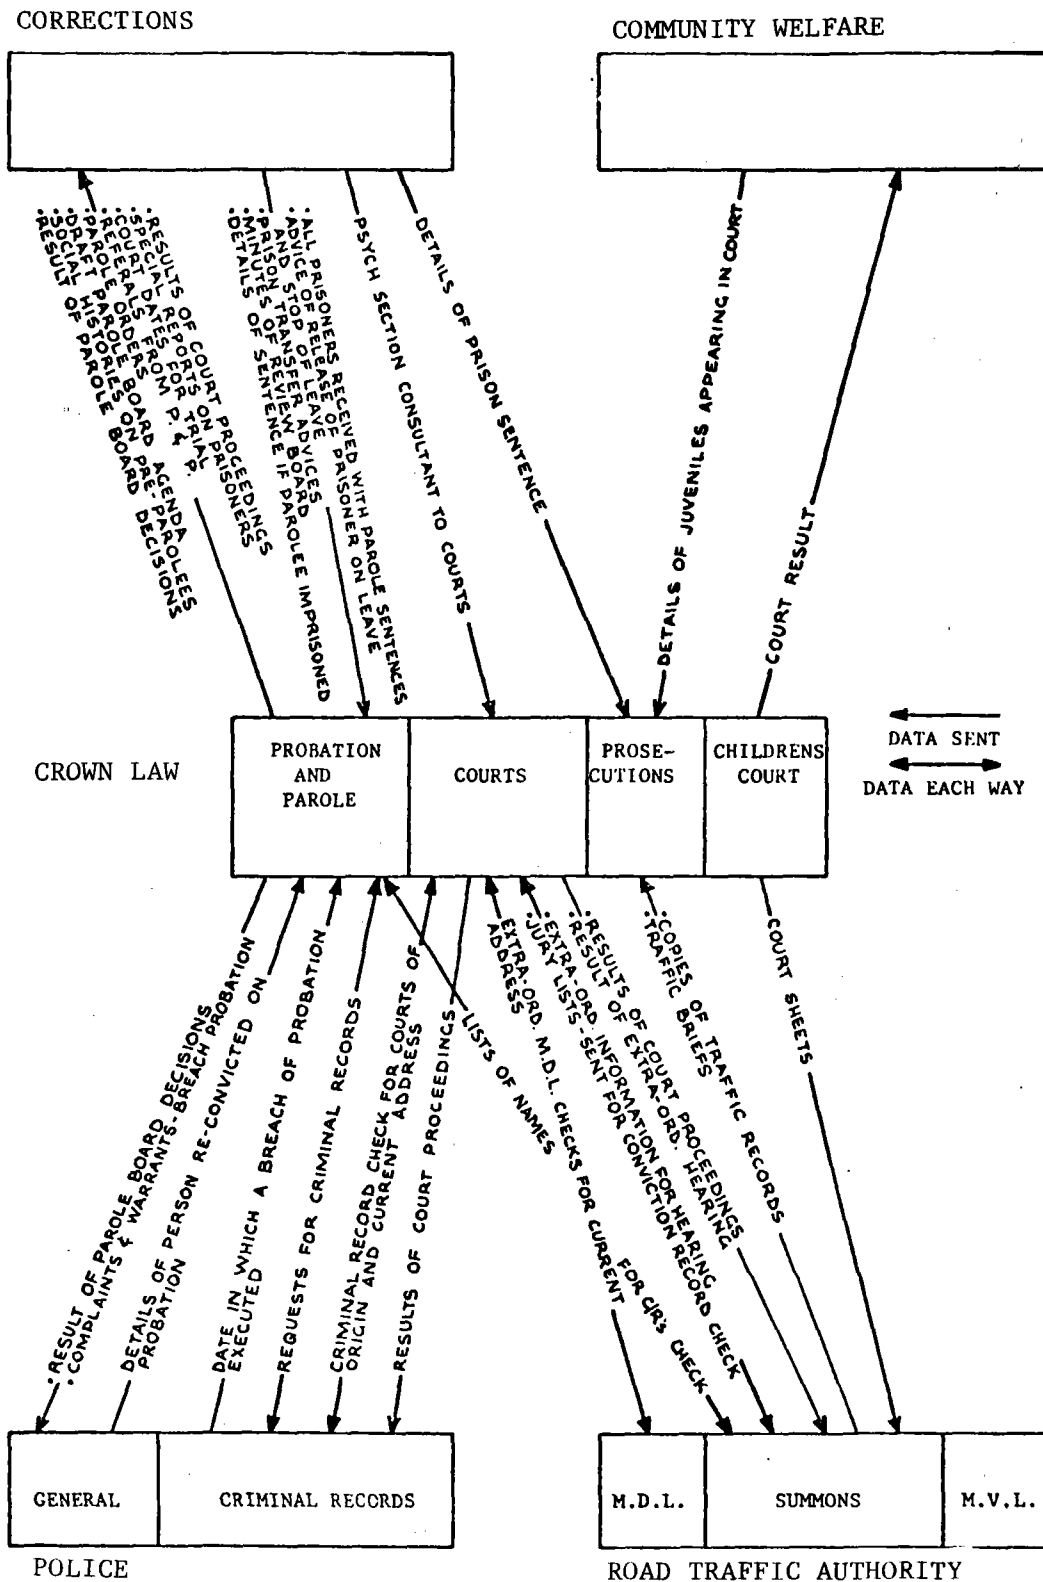 CORRECTIONS
COMMUNITY WELFARE
·RESULTS OF COURT PROCEEDINGS
·SPECIAL REPORTS ON PRISONERS
·COURT DATES FOR TRIAL
·REFERALS FROM P. & P.
·PAROLE ORDERS
·DRAFT PAROLE BOARD AGENDA
·SOCIAL HISTORIES ON PRE-PAROLEES
·RESULT OF PAROLE BOARD DECISIONS
·ALL PRISONERS RECEIVED WITH PAROLE SENTENCES
·ADVICE OF RELEASE OF PRISONER ON LEAVE
AND STOP OF LEAVE
·PRISON TRANSFER ADVICES
·MINUTES OF REVIEW BOARD
·DETAILS OF SENTENCE IF PAROLEE IMPRISONED
PSYCH SECTION CONSULTANT TO COURTS
DETAILS OF PRISON SENTENCE
DETAILS OF JUVENILES APPEARING IN COURT
COURT RESULT
CROWN LAW
PROBATION
AND
PAROLE
COURTS
PROSE-
CUTIONS
CHILDRENS
COURT
DATA SENT
DATA EACH WAY
·RESULT OF PAROLE BOARD DECISIONS
·COMPLAINTS & WARRANTS-BREACH PROBATION
DETAILS OF PERSON RE-CONVICTED ON
PROBATION
DATE IN WHICH A BREACH OF PROBATION
EXECUTED
REQUESTS FOR CRIMINAL RECORDS
CRIMINAL RECORD CHECK FOR COURTS OF
ORIGIN AND CURRENT ADDRESS
RESULTS OF COURT PROCEEDINGS
LISTS OF NAMES
FOR C/R'S CHECK
EXTRA-ORD. M.D.L. CHECKS FOR CURRENT
ADDRESS
·EXTRA-ORD. INFORMATION FOR HEARING
·JURY LISTS-SENT FOR CONVICTION RECORD CHECK
·RESULTS OF COURT PROCEEDINGS
·RESULT OF EXTRA-ORD. HEARING
·COPIES OF TRAFFIC RECORDS
·TRAFFIC BRIEFS
COURT SHEETS
GENERAL
CRIMINAL RECORDS
M.D.L.
SUMMONS
M.V.L.
POLICE
ROAD TRAFFIC AUTHORITY